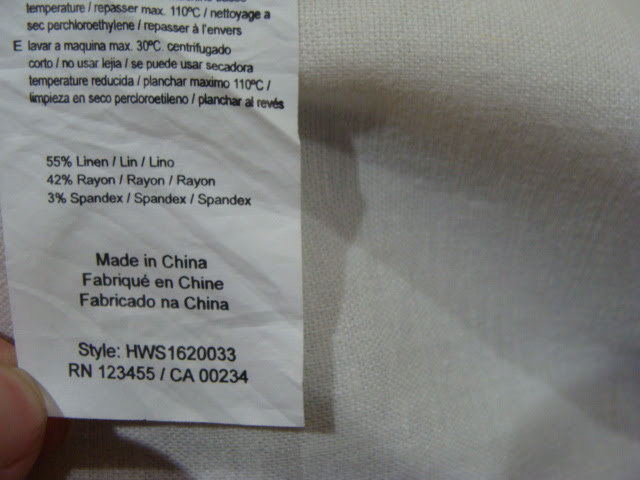 temperature / repasser max. 110ºC / nettoyage a
sec perchloroethylene / repasser à l'envers
E lavar a maquina max. 30ºC. centrifugado
corto / no usar lejia / se puede usar secadora
temperature reducida / planchar maximo 110ºC /
limpieza en seco percloroetileno / planchar al revés
55% Linen / Lin / Lino
42% Rayon / Rayon / Rayon
3% Spandex / Spandex / Spandex
Made in China
Fabriqué en Chine
Fabricado na China
Style: HWS1620033
RN 123455 / CA 00234